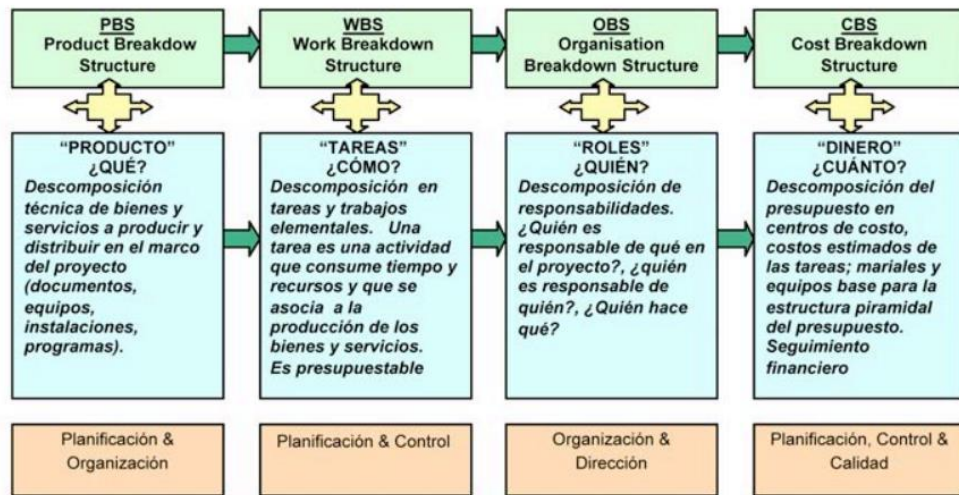 PBS
Product Breakdow
Structure
WBS
Work Breakdown
Structure
OBS
Organisation
Breakdown Structure
CBS
Cost Breakdown
Structure
“PRODUCTO”
¿QUÉ?
Descomposición
técnica de bienes y
servicios a producir y
distribuir en el marco
del proyecto
(documentos,
equipos,
instalaciones,
programas).
“TAREAS”
¿CÓMO?
Descomposición en
tareas y trabajos
elementales. Una
tarea es una actividad
que consume tiempo y
recursos y que se
asocia a la
producción de los
bienes y servicios.
Es presupuestable
“ROLES”
¿QUIÉN?
Descomposición de
responsabilidades.
¿Quién es
responsable de qué en
el proyecto?, ¿quién
es responsable de
quién?, ¿Quién hace
qué?
“DINERO”
¿CUÁNTO?
Descomposición del
presupuesto en
centros de costo,
costos estimados de
las tareas; mariales y
equipos base para la
estructura piramidal
del presupuesto.
Seguimiento
financiero
Planificación &
Organización
Planificación & Control
Organización &
Dirección
Planificación, Control &
Calidad